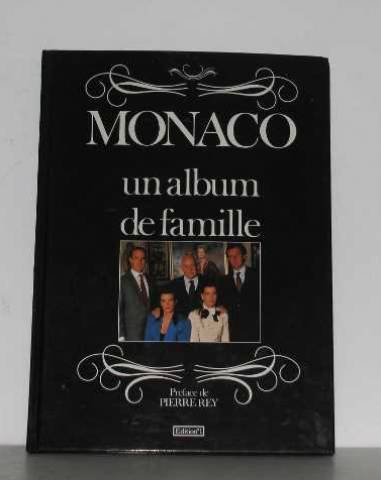 MONACO
un album
de famille
Préface de
PIERRE REY
Edition°1